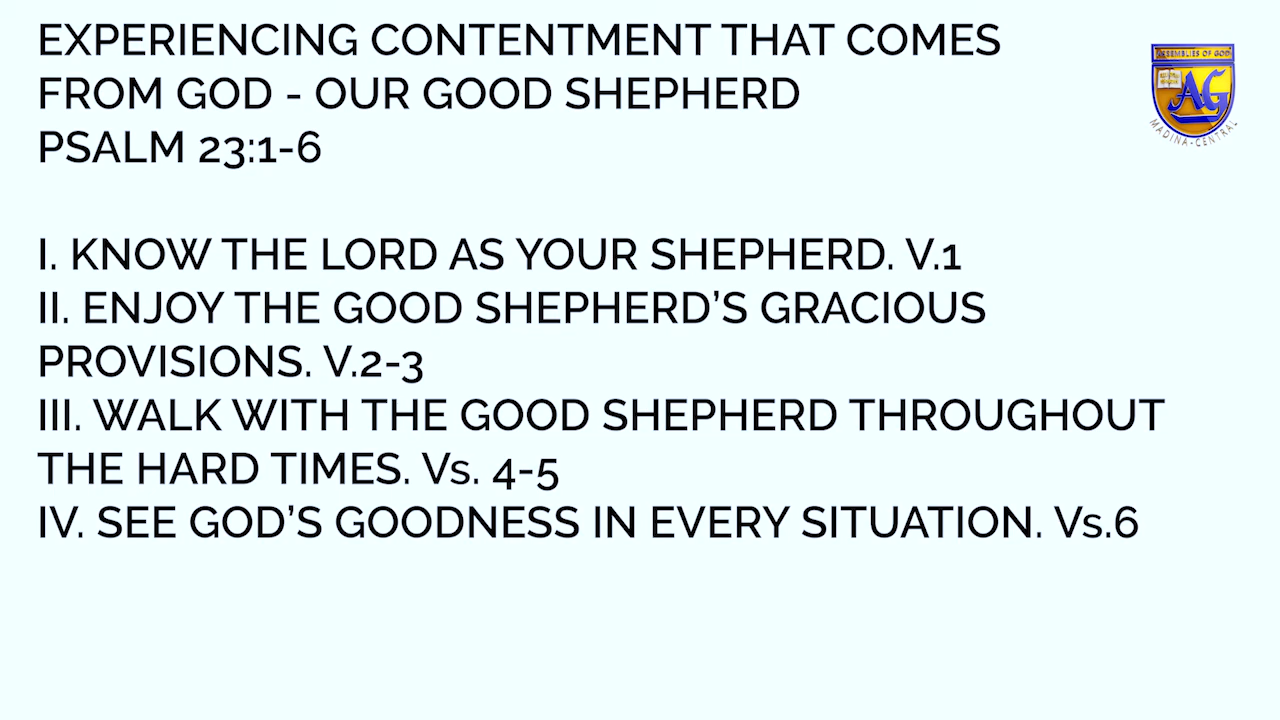 EXPERIENCING CONTENTMENT THAT COMES
FROM GOD - OUR GOOD SHEPHERD
PSALM 23:1-6
I. KNOW THE LORD AS YOUR SHEPHERD. V.1
II. ENJOY THE GOOD SHEPHERD’S GRACIOUS
PROVISIONS. V.2-3
III. WALK WITH THE GOOD SHEPHERD THROUGHOUT
THE HARD TIMES. Vs. 4-5
IV. SEE GOD’S GOODNESS IN EVERY SITUATION. Vs.6
ASSEMBLIES OF GOD
AG
MADINA-CENTRAL